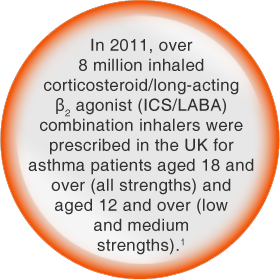 In 2011, over
8 million inhaled
corticosteroid/long-acting
β₂ agonist (ICS/LABA)
combination inhalers were
prescribed in the UK for
asthma patients aged 18 and
over (all strengths) and
aged 12 and over (low
and medium
strengths).¹